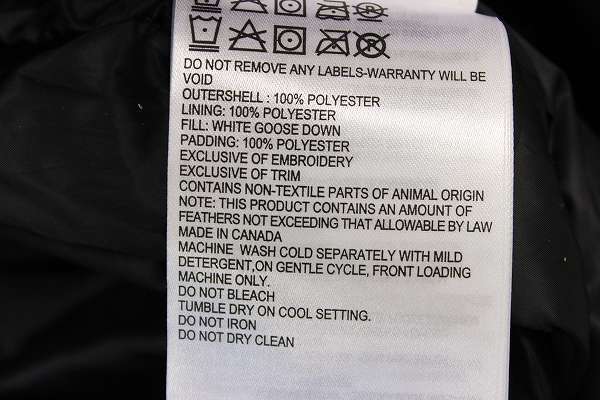 DO NOT REMOVE ANY LABELS-WARRANTY WILL BE
VOID
OUTERSHELL : 100% POLYESTER
LINING: 100% POLYESTER
FILL: WHITE GOOSE DOWN
PADDING: 100% POLYESTER
EXCLUSIVE OF EMBROIDERY
EXCLUSIVE OF TRIM
CONTAINS NON-TEXTILE PARTS OF ANIMAL ORIGIN
NOTE: THIS PRODUCT CONTAINS AN AMOUNT OF
FEATHERS NOT EXCEEDING THAT ALLOWABLE BY LAW
MADE IN CANADA
MACHINE WASH COLD SEPARATELY WITH MILD
DETERGENT,ON GENTLE CYCLE, FRONT LOADING
MACHINE ONLY.
DO NOT BLEACH
TUMBLE DRY ON COOL SETTING.
DO NOT IRON
DO NOT DRY CLEAN